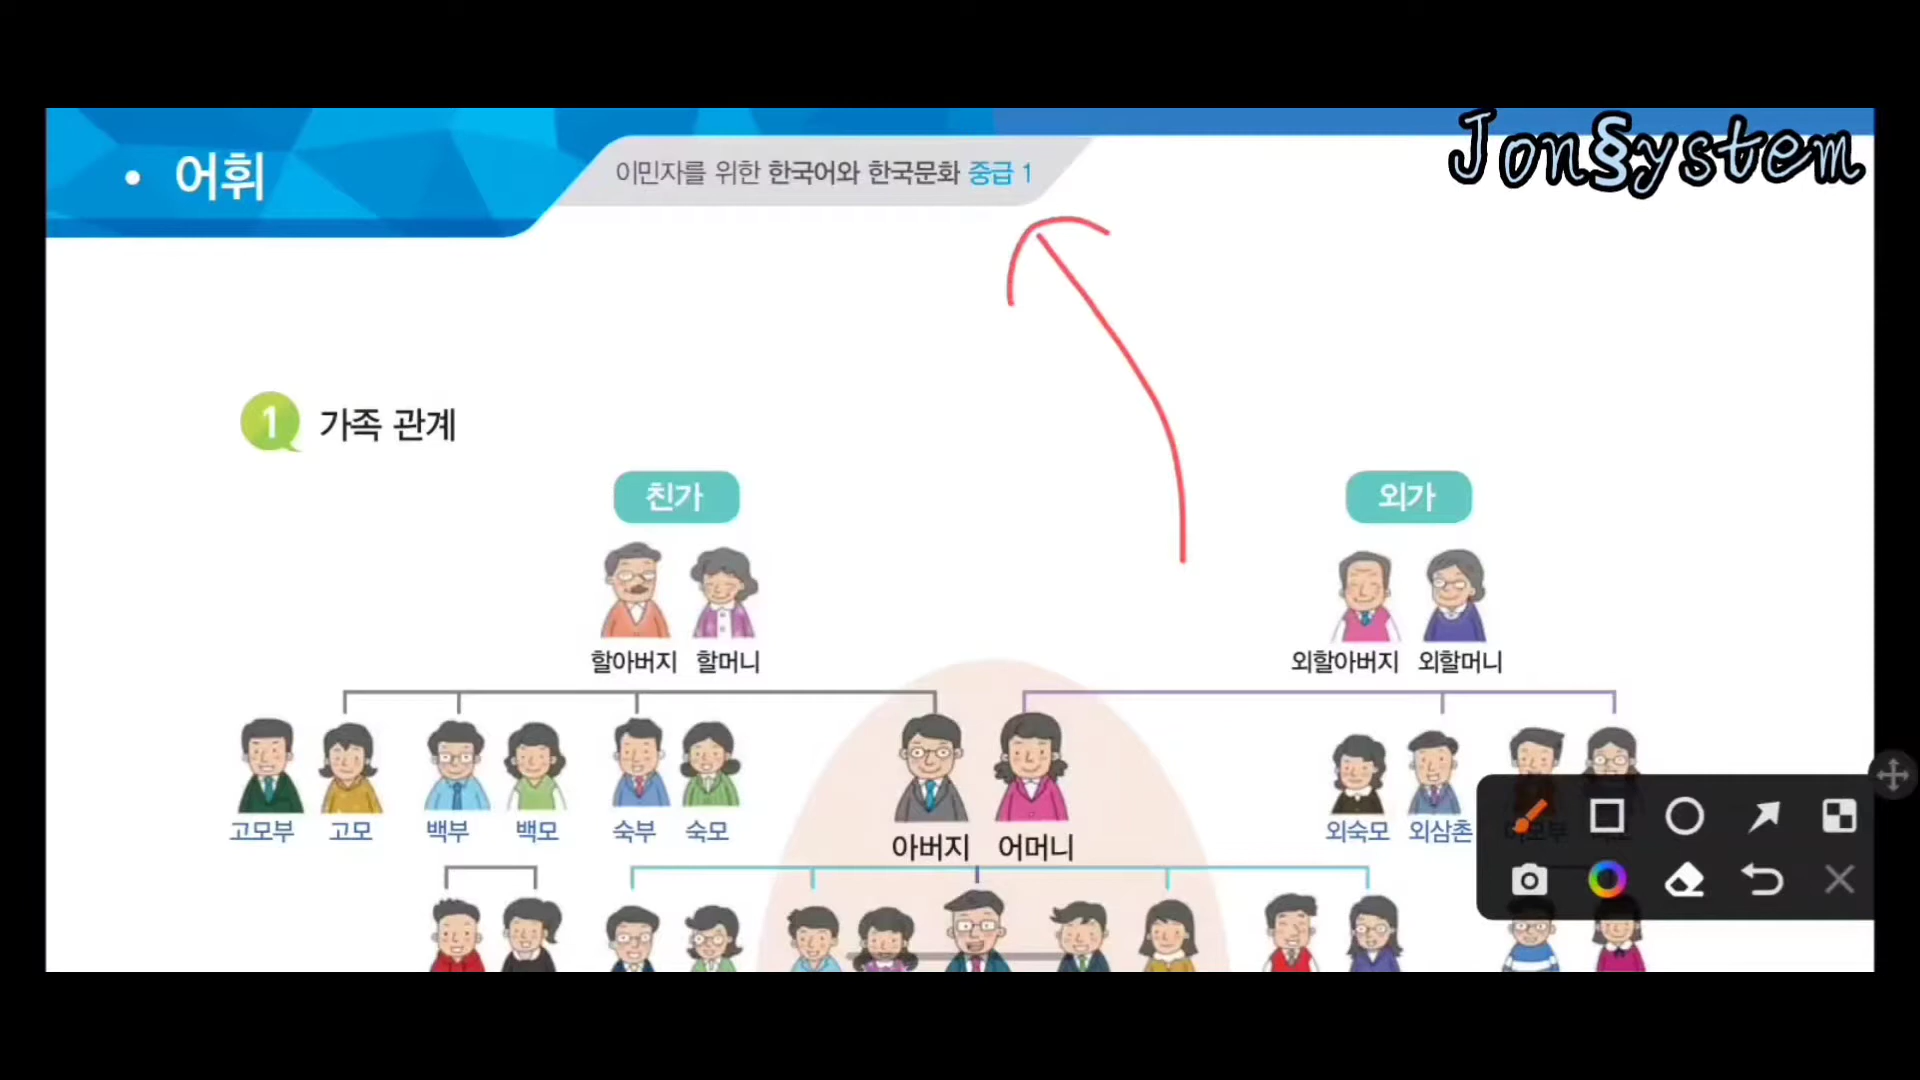 JonSystem
어휘
이민자를 위한 한국어와 한국문화 중급 1
1 가족 관계
친가 외가
할아버지 할머니 외할아버지 외할머니
고모부 고모 백부 백모 숙부 숙모 외숙모 외삼촌
아버지 어머니